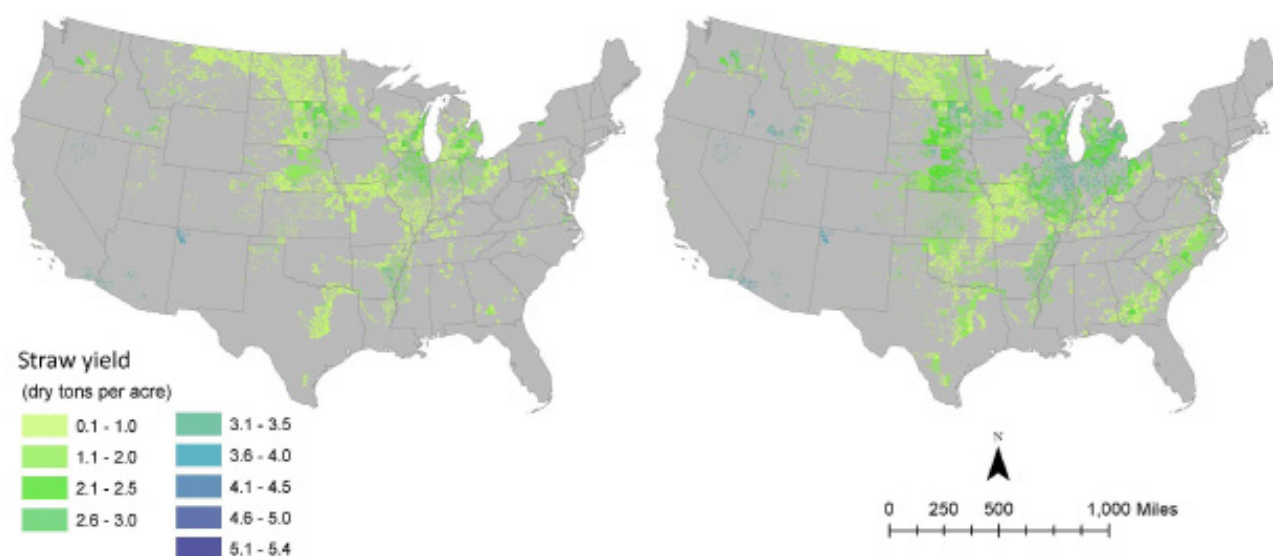 Straw yield
(dry tons per acre)
0.1 - 1.0
1.1 - 2.0
2.1 - 2.5
2.6 - 3.0
3.1 - 3.5
3.6 - 4.0
4.1 - 4.5
4.6 - 5.0
5.1 - 5.4
N
0 250 500 1,000 Miles